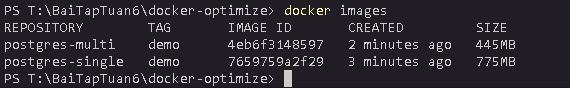 PS T:\BaiTapTuan6\docker-optimize> docker images
REPOSITORY TAG IMAGE ID CREATED SIZE
postgres-multi demo 4eb6f3148597 2 minutes ago 445MB
postgres-single demo 7659759a2f29 3 minutes ago 775MB
PS T:\BaiTapTuan6\docker-optimize>